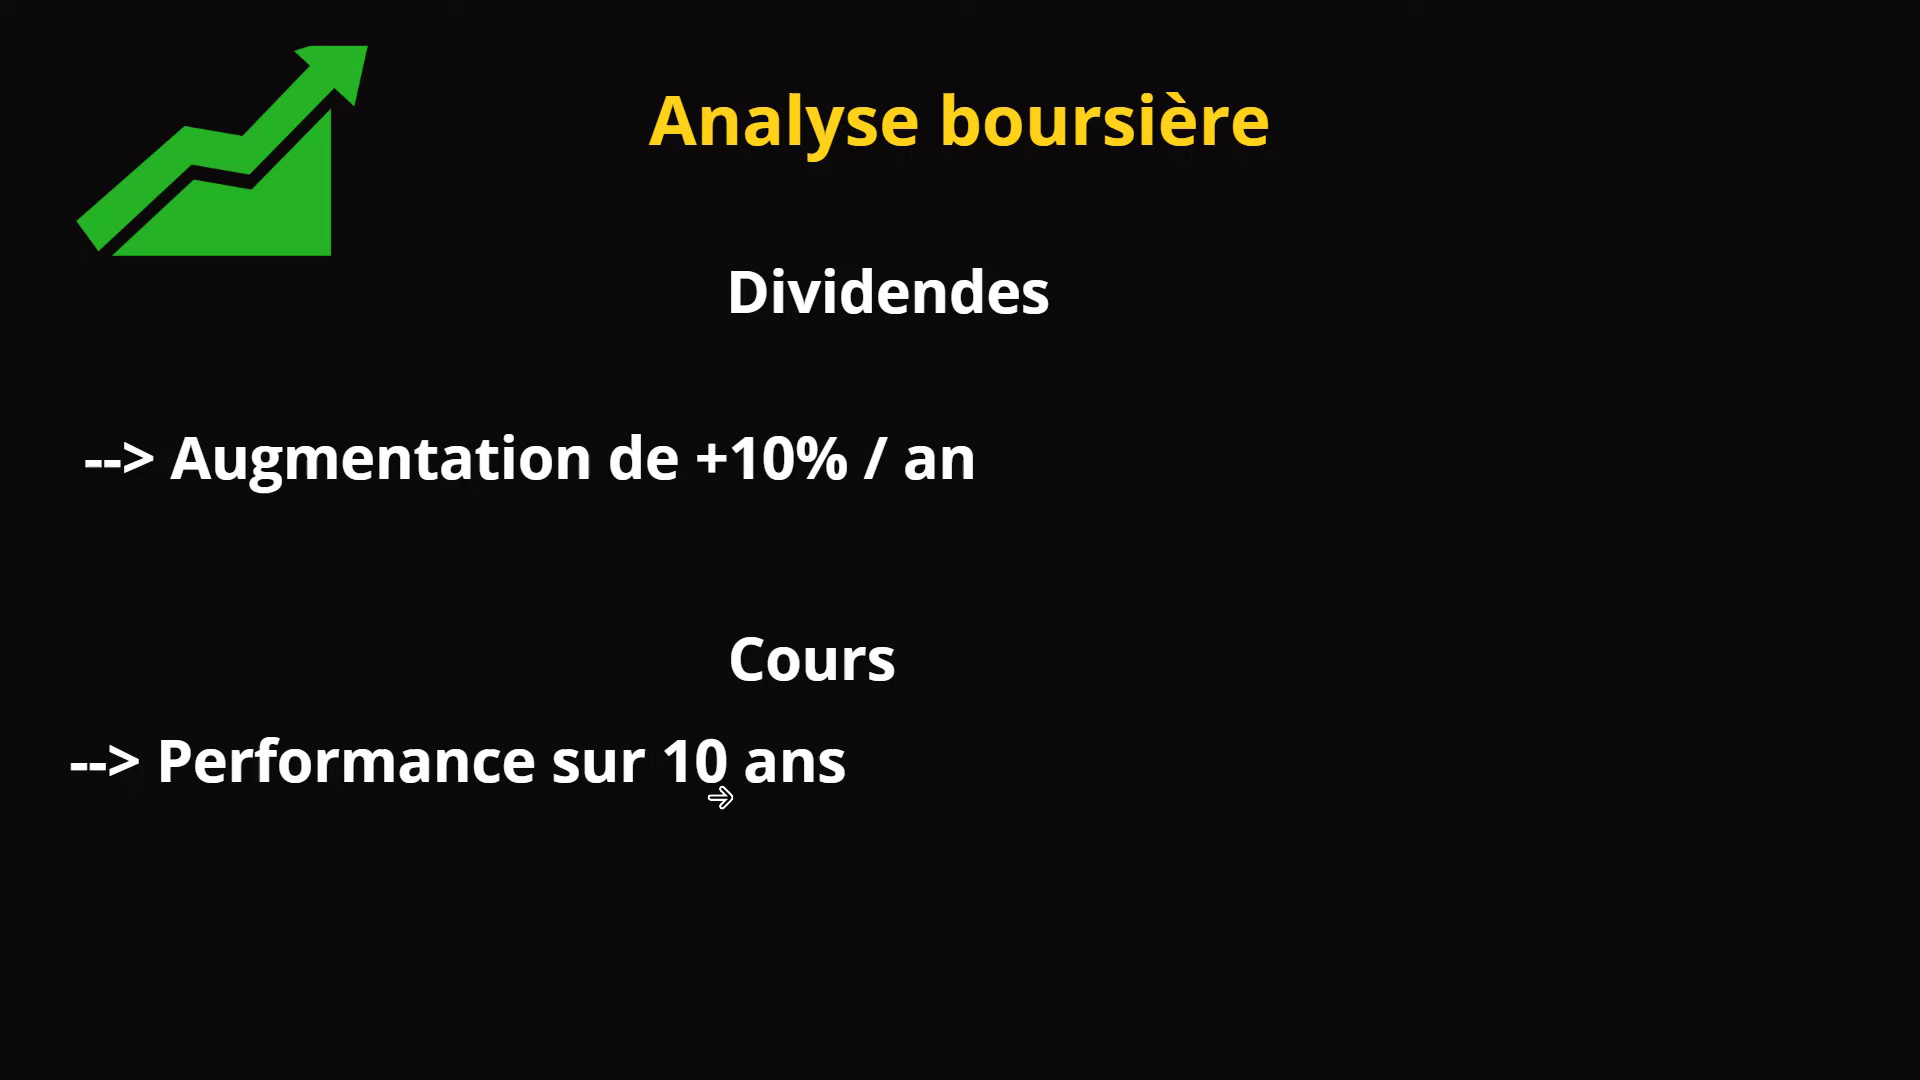 Analyse boursière
Dividendes
--> Augmentation de +10% / an
Cours
--> Performance sur 10 ans